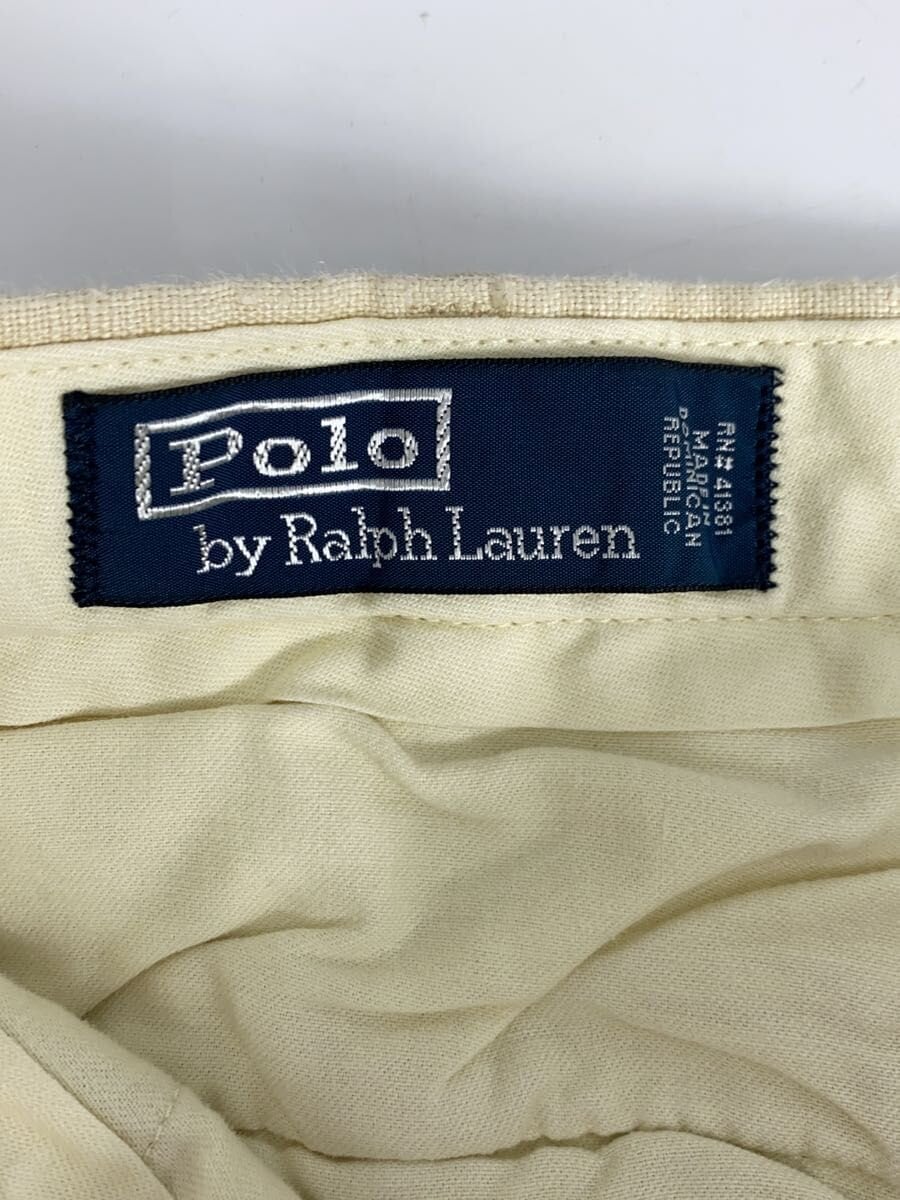 Polo
by Ralph Lauren
RN# 41381
MADE IN
DOMINICAN
REPUBLIC